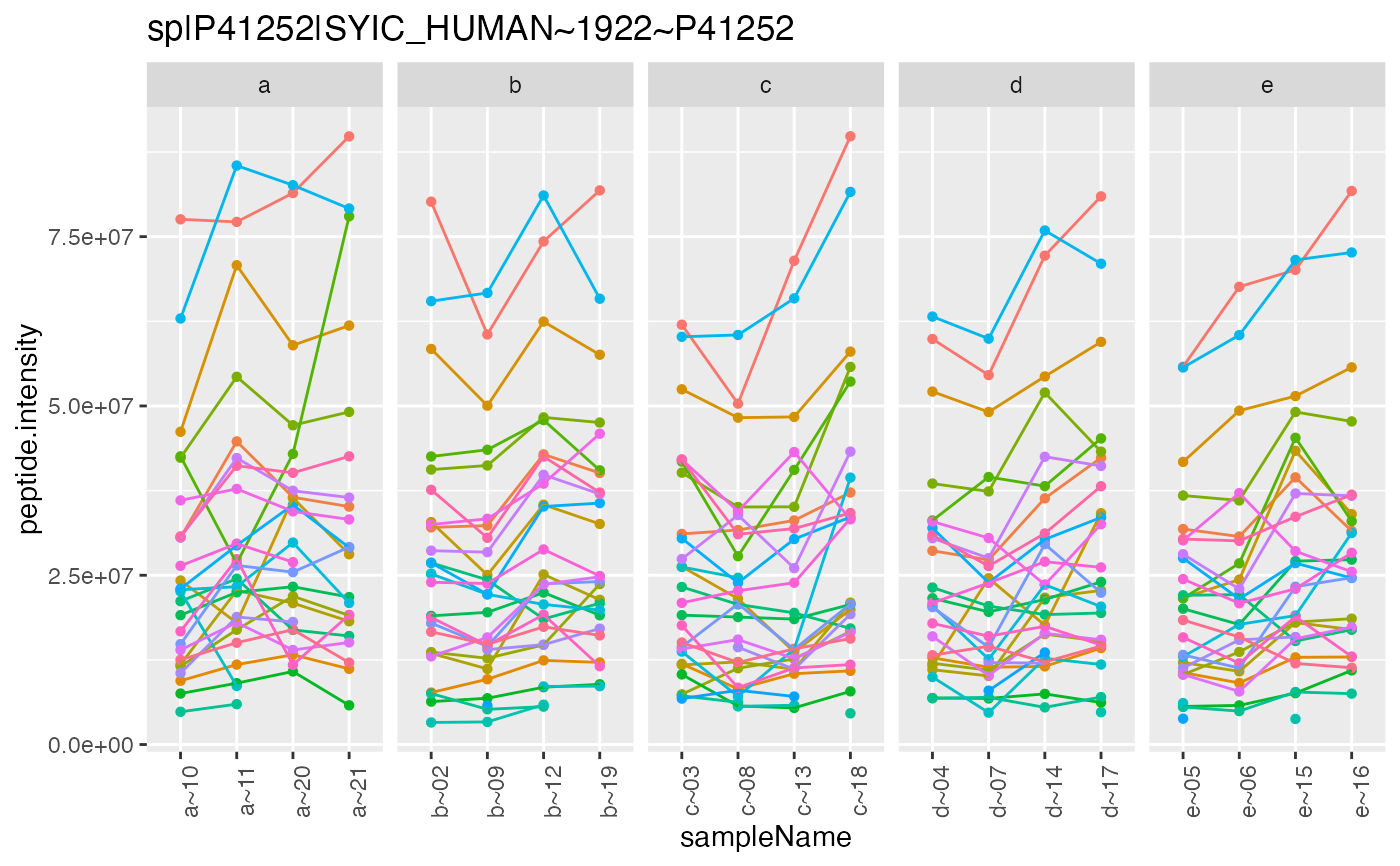 sp|P41252|SYIC_HUMAN~1922~P41252
a b c d e
peptide.intensity
7.5e+07
5.0e+07
2.5e+07
0.0e+00
a~10 a~11 a~20 a~21 b~02 b~09 b~12 b~19 c~03 c~08 c~13 c~18 d~04 d~07 d~14 d~17 e~05 e~06 e~15 e~16
sampleName